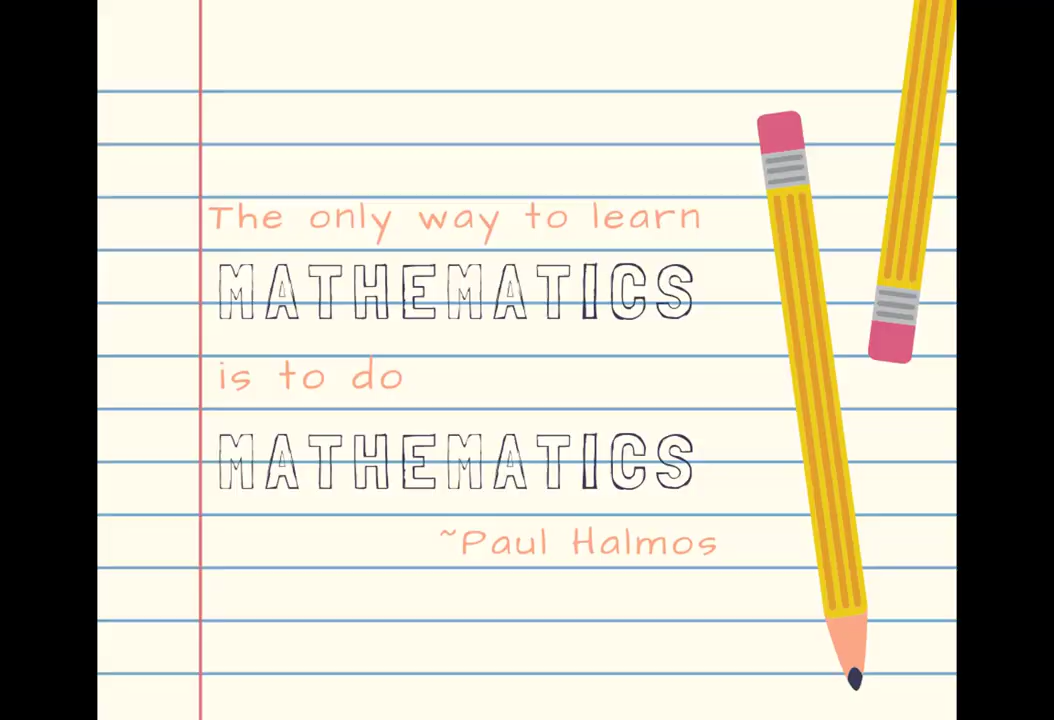 The only way to learn
MATHEMATICS
is to do
MATHEMATICS
~Paul Halmos